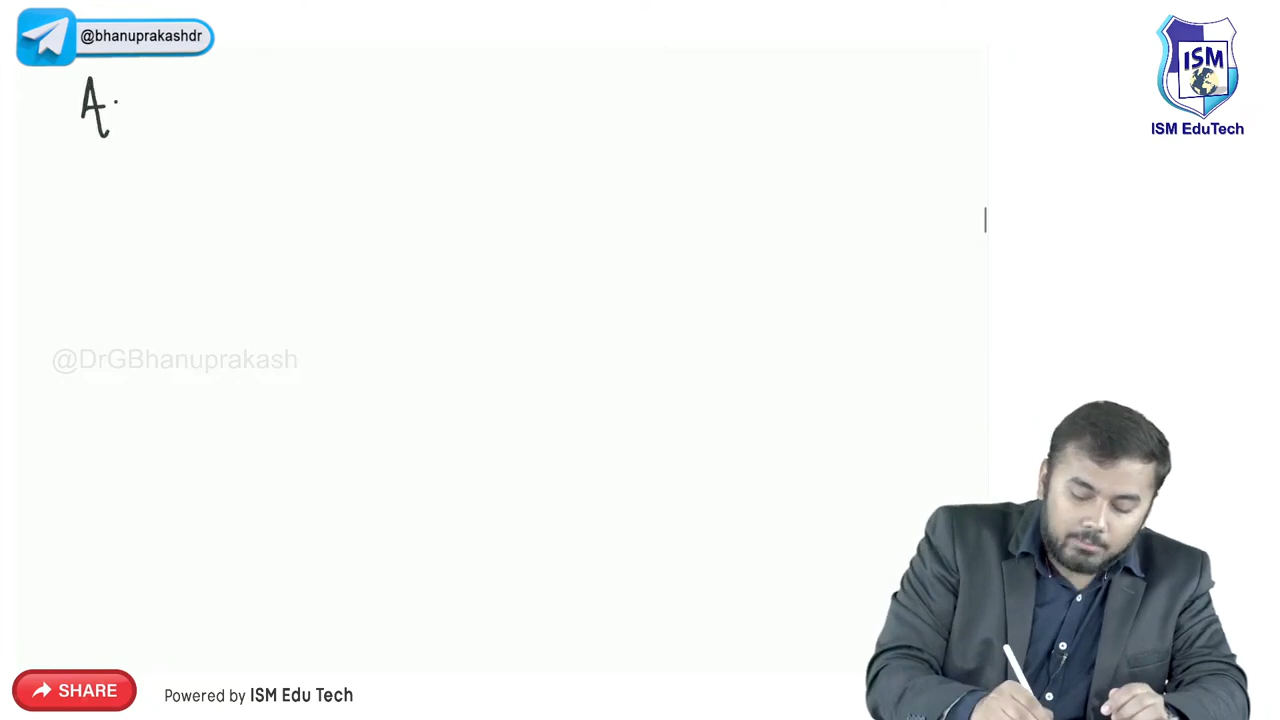 @bhanuprakashdr
ISM
ISM EduTech
A.
@DrGBhanuprakash
SHARE
Powered by ISM Edu Tech